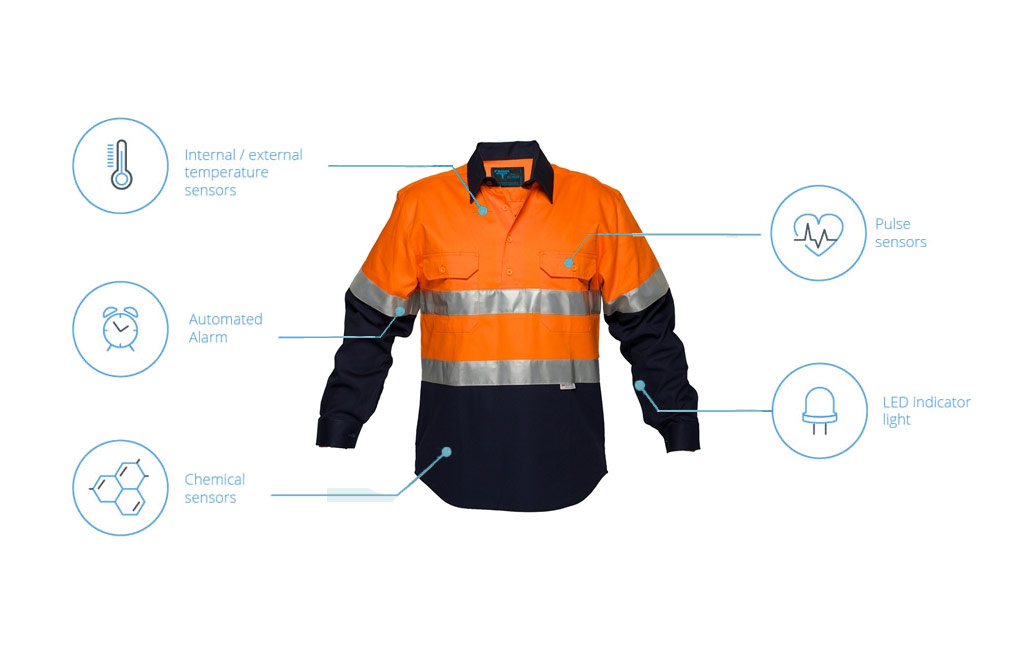 Internal / external
temperature
sensors
Pulse
sensors
Automated
Alarm
LED indicator
light
Chemical
sensors